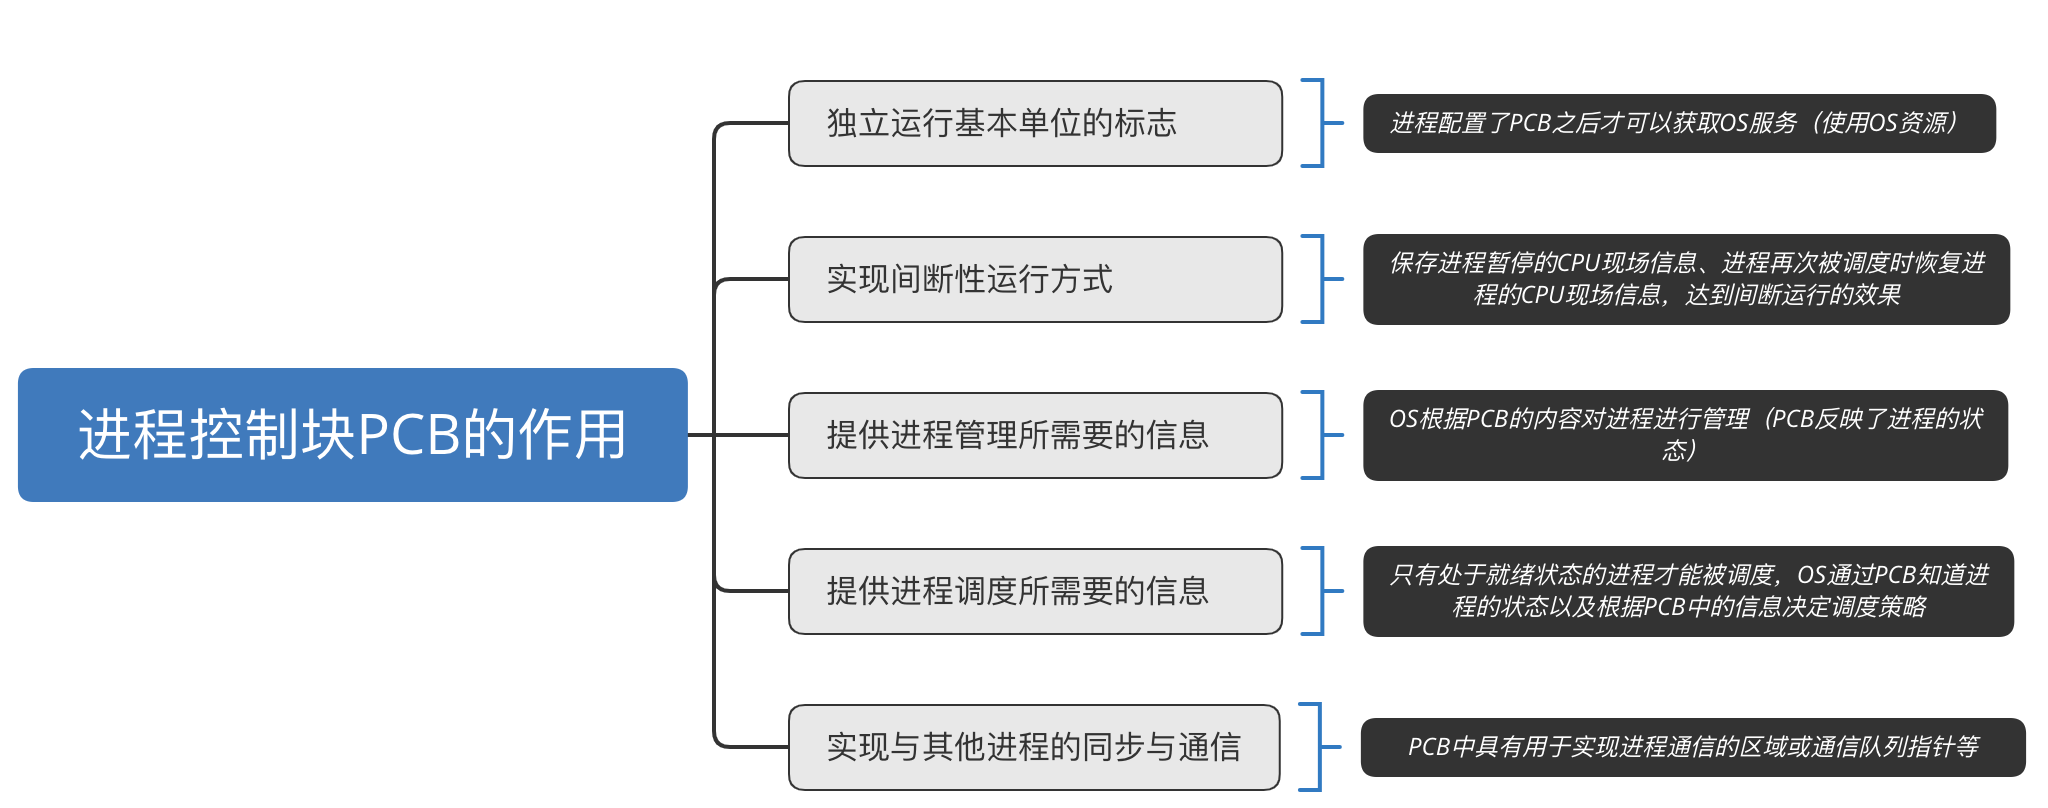 独立运行基本单位的标志
进程配置了PCB之后才可以获取OS服务（使用OS资源）
实现间断性运行方式
保存进程暂停的CPU现场信息、进程再次被调度时恢复进
程的CPU现场信息，达到间断运行的效果
进程控制块PCB的作用
提供进程管理所需要的信息
OS根据PCB的内容对进程进行管理（PCB反映了进程的状
态）
提供进程调度所需要的信息
只有处于就绪状态的进程才能被调度，OS通过PCB知道进
程的状态以及根据PCB中的信息决定调度策略
实现与其他进程的同步与通信
PCB中具有用于实现进程通信的区域或通信队列指针等